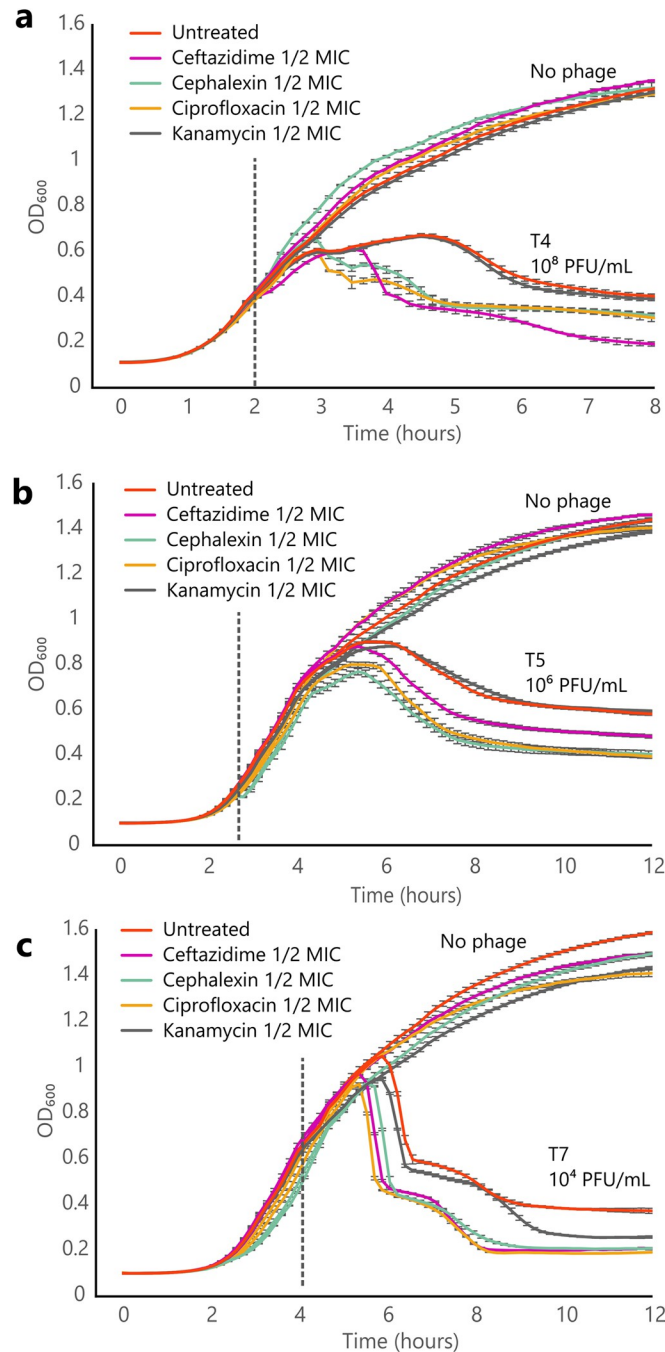 a
1.6
1.4
1.2
1
0.8
0.6
0.4
0.2
0
OD600
Untreated
Ceftazidime 1/2 MIC
Cephalexin 1/2 MIC
Ciprofloxacin 1/2 MIC
Kanamycin 1/2 MIC
No phage
T4
10⁸ PFU/mL
0 1 2 3 4 5 6 7 8
Time (hours)
b
1.6
1.4
1.2
1
0.8
0.6
0.4
0.2
0
OD600
Untreated
Ceftazidime 1/2 MIC
Cephalexin 1/2 MIC
Ciprofloxacin 1/2 MIC
Kanamycin 1/2 MIC
No phage
T5
10⁶ PFU/mL
0 2 4 6 8 10 12
Time (hours)
c
1.6
1.4
1.2
1
0.8
0.6
0.4
0.2
0
OD600
Untreated
Ceftazidime 1/2 MIC
Cephalexin 1/2 MIC
Ciprofloxacin 1/2 MIC
Kanamycin 1/2 MIC
No phage
T7
10⁴ PFU/mL
0 2 4 6 8 10 12
Time (hours)